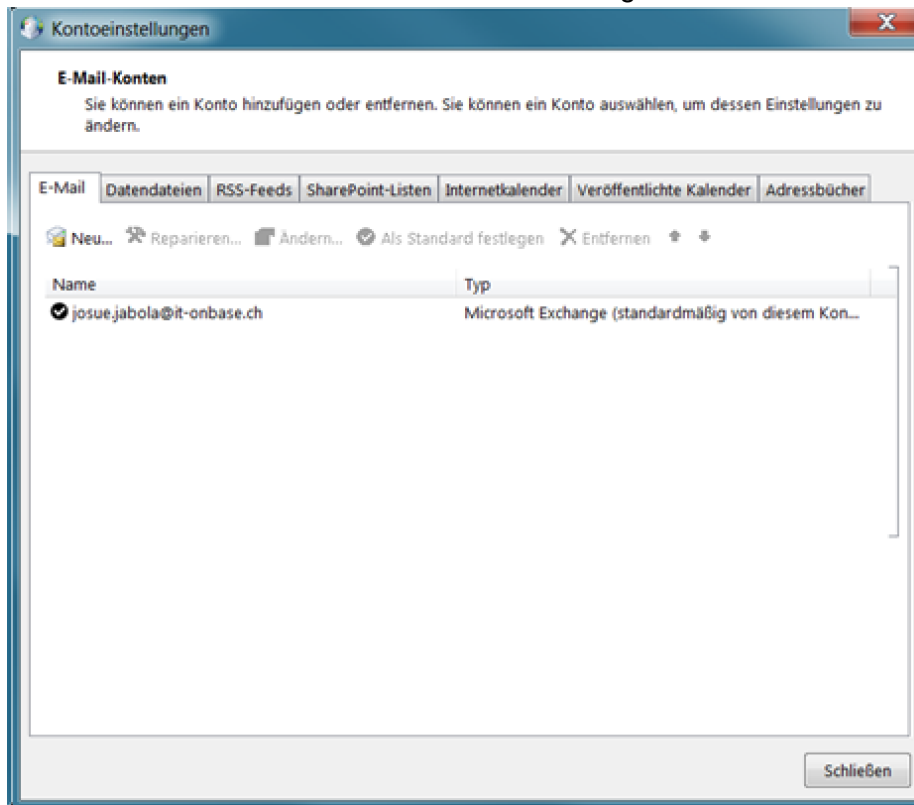 Kontoeinstellungen
E-Mail-Konten
Sie können ein Konto hinzufügen oder entfernen. Sie können ein Konto auswählen, um dessen Einstellungen zu
ändern.
E-Mail Datendateien RSS-Feeds SharePoint-Listen Internetkalender Veröffentlichte Kalender Adressbücher
Neu... Reparieren... Ändern... Als Standard festlegen Entfernen
Name Typ
josue.jabola@it-onbase.ch Microsoft Exchange (standardmäßig von diesem Kon...
Schließen